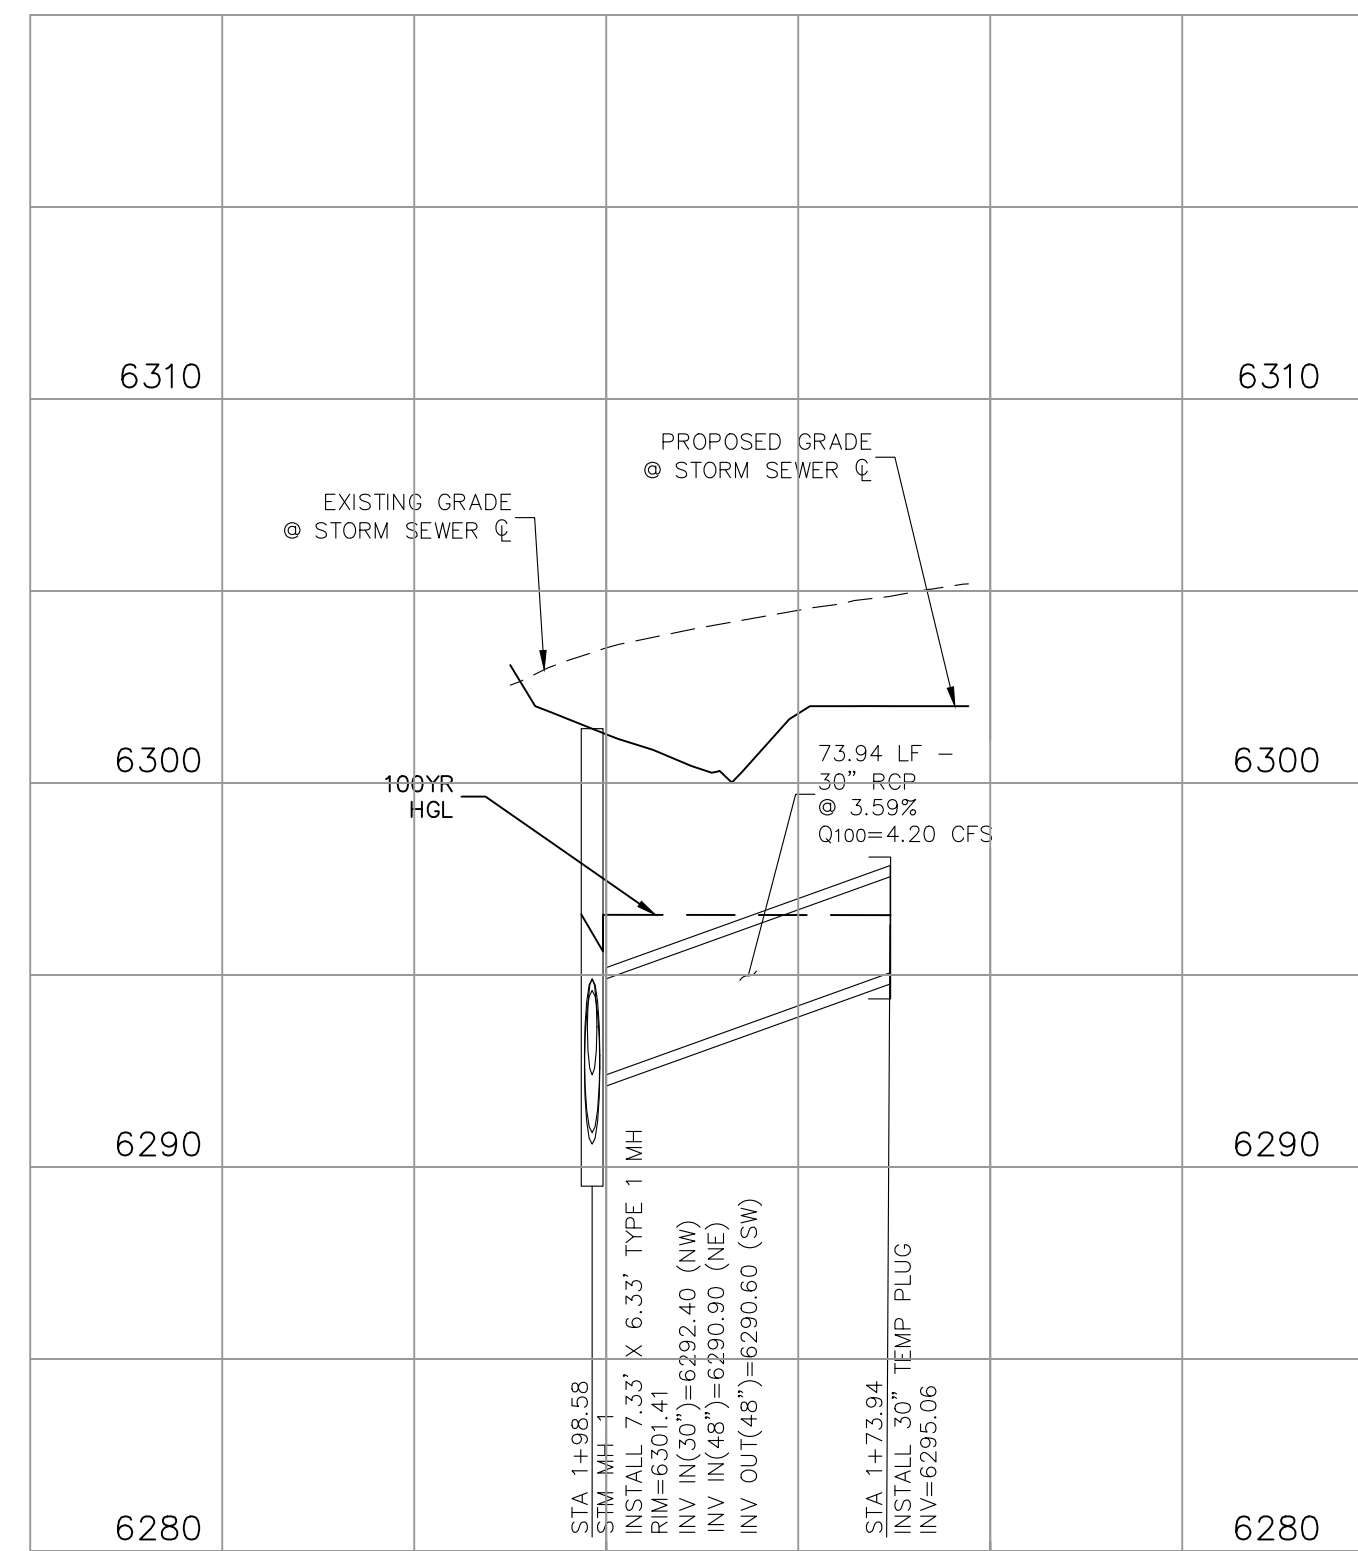 6310
6310
PROPOSED GRADE
@ STORM SEWER ℄
EXISTING GRADE
@ STORM SEWER ℄
6300
6300
100YR
HGL
73.94 LF –
30" RCP
@ 3.59%
Q100=4.20 CFS
6290
6290
STA 1+98.58
STM MH 1
INSTALL 7.33' X 6.33' TYPE 1 MH
RIM=6301.41
INV IN(30")=6292.40 (NW)
INV IN(48")=6290.90 (NE)
INV OUT(48")=6290.60 (SW)
STA 1+73.94
INSTALL 30" TEMP PLUG
INV=6295.06
6280
6280